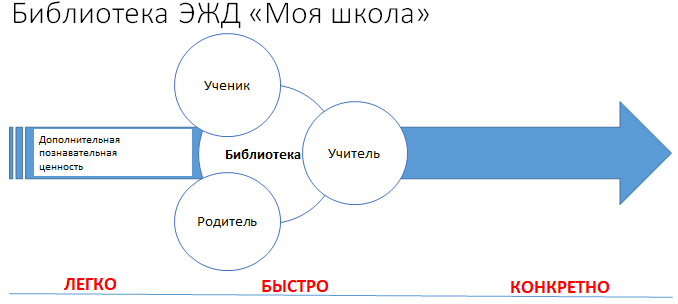 Библиотека ЭЖД «Моя школа»
Ученик
Дополнительная
познавательная
ценность
Библиотека
Учитель
Родитель
ЛЕГКО
БЫСТРО
КОНКРЕТНО